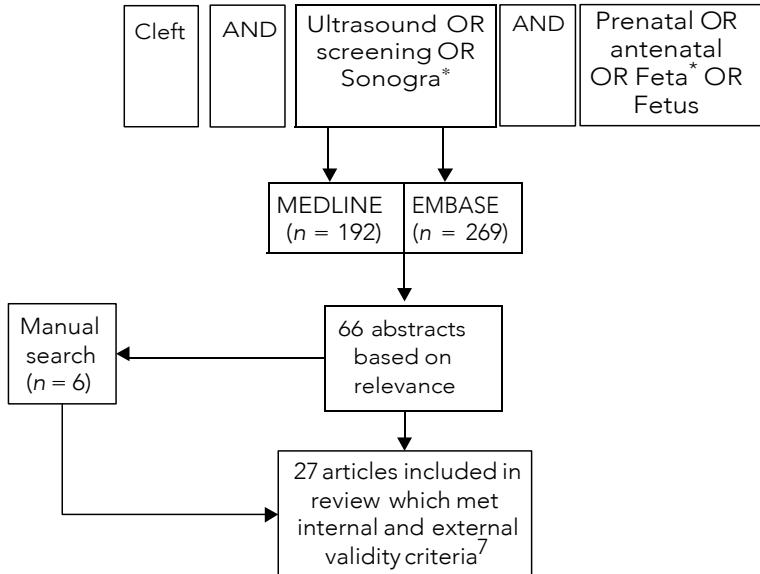 Cleft
AND
Ultrasound OR
screening OR
Sonogra*
AND
Prenatal OR
antenatal
OR Feta* OR
Fetus
MEDLINE
(n = 192)
EMBASE
(n = 269)
Manual
search
(n = 6)
66 abstracts
based on
relevance
27 articles included in
review which met
internal and external
validity criteria7